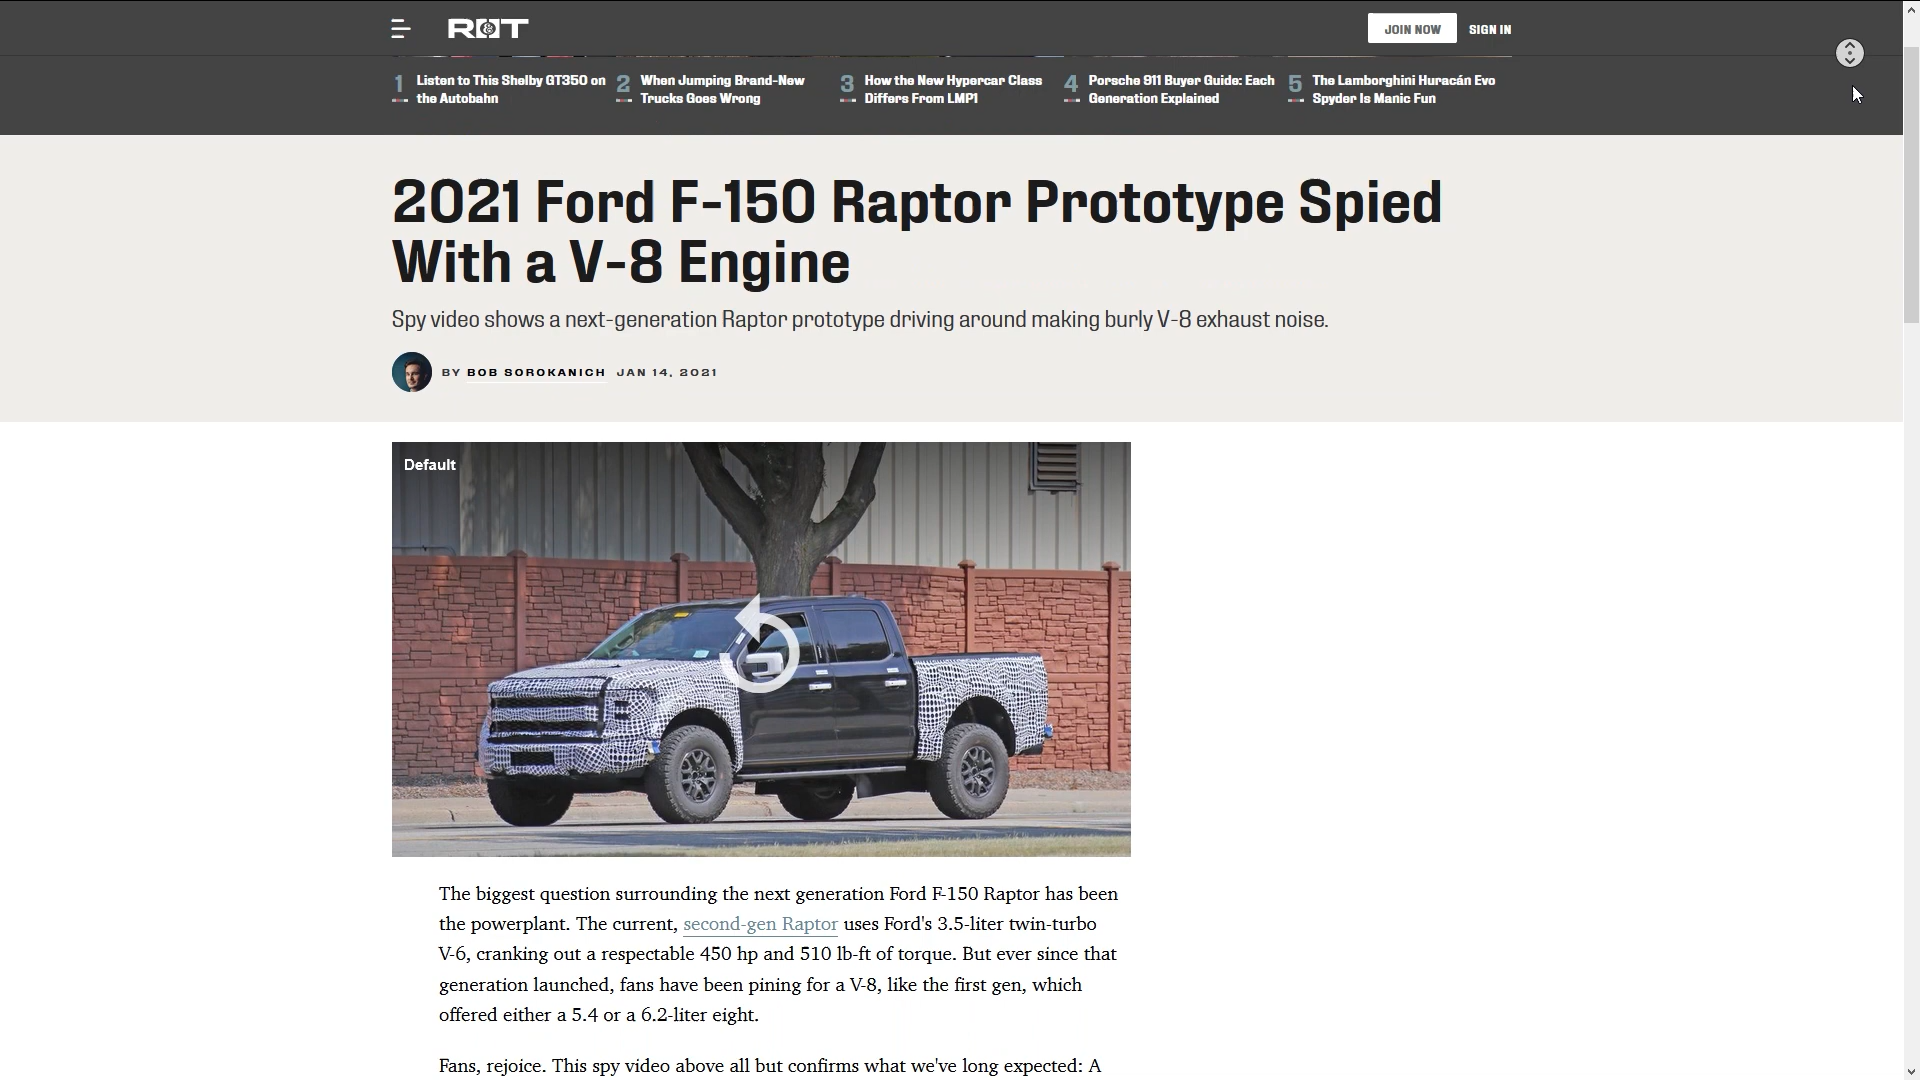 R&T
JOIN NOW
SIGN IN
1
Listen to This Shelby GT350 on
the Autobahn
2
When Jumping Brand-New
Trucks Goes Wrong
3
How the New Hypercar Class
Differs From LMP1
4
Porsche 911 Buyer Guide: Each
Generation Explained
5
The Lamborghini Huracán Evo
Spyder Is Manic Fun
2021 Ford F-150 Raptor Prototype Spied
With a V-8 Engine
Spy video shows a next-generation Raptor prototype driving around making burly V-8 exhaust noise.
BY BOB SOROKANICH JAN 14, 2021
Default
The biggest question surrounding the next generation Ford F-150 Raptor has been
the powerplant. The current, second-gen Raptor uses Ford's 3.5-liter twin-turbo
V-6, cranking out a respectable 450 hp and 510 lb-ft of torque. But ever since that
generation launched, fans have been pining for a V-8, like the first gen, which
offered either a 5.4 or a 6.2-liter eight.
Fans, rejoice. This spy video above all but confirms what we've long expected: A